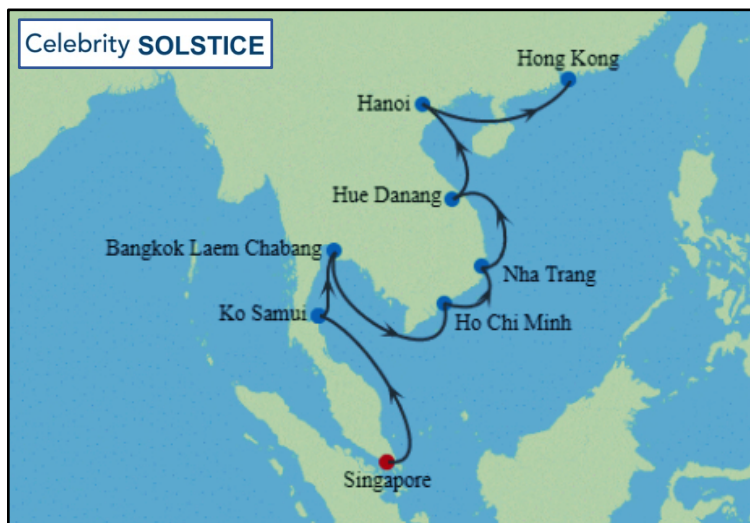 Celebrity SOLSTICE
Hong Kong
Hanoi
Hue Danang
Bangkok Laem Chabang
Nha Trang
Ko Samui
Ho Chi Minh
Singapore